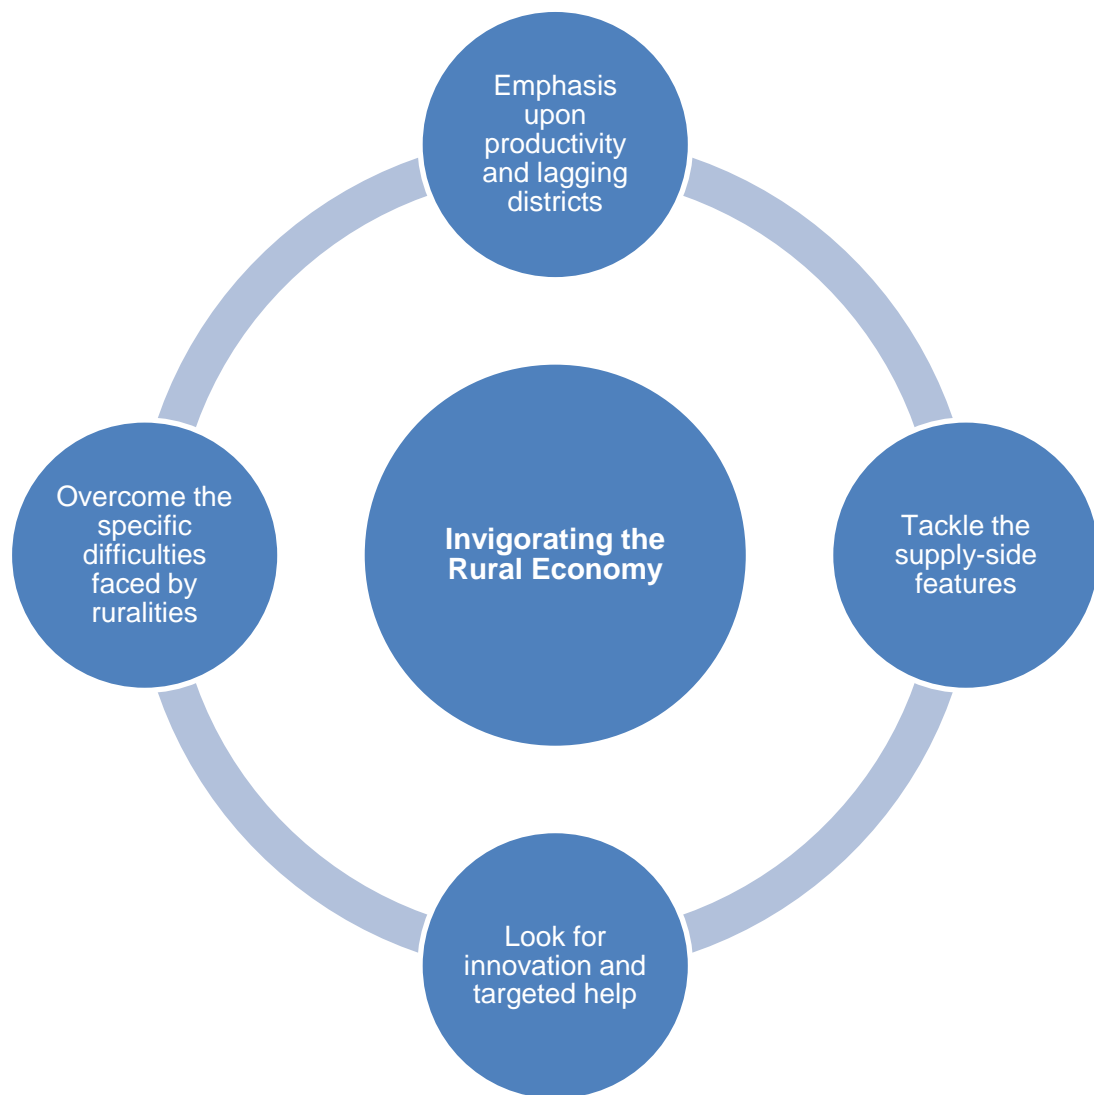 Emphasis
upon
productivity
and lagging
districts
Overcome the
specific
difficulties
faced by
ruralities
Invigorating the
Rural Economy
Tackle the
supply-side
features
Look for
innovation and
targeted help